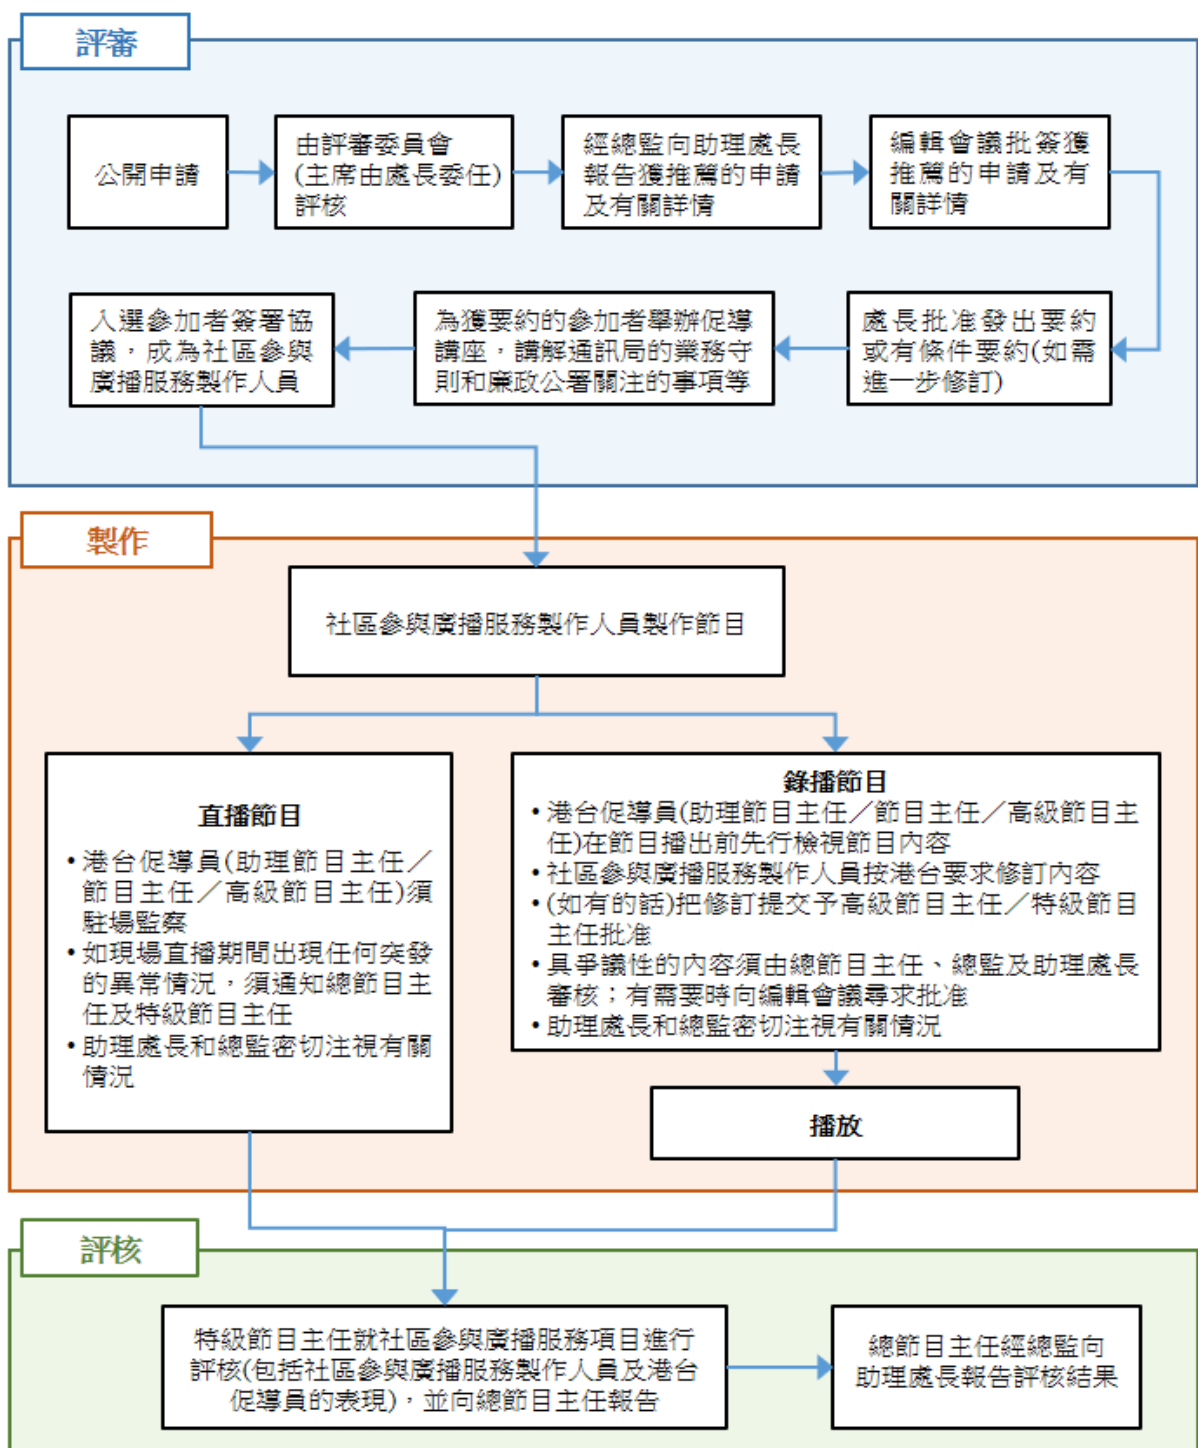 評審
公開申請
由評審委員會
(主席由處長委任)
評核
經總監向助理處長
報告獲推薦的申請
及有關詳情
編輯會議批簽獲
推薦的申請及有
關詳情
處長批准發出要約
或有條件要約(如需
進一步修訂)
為獲要約的參加者舉辦促導
講座，講解通訊局的業務守
則和廉政公署關注的事項等
入選參加者簽署協
議，成為社區參與
廣播服務製作人員
製作
社區參與廣播服務製作人員製作節目
直播節目
•港台促導員(助理節目主任／
節目主任／高級節目主任)須
駐場監察
•如現場直播期間出現任何突發
的異常情況，須通知總節目主
任及特級節目主任
•助理處長和總監密切注視有關
情況
錄播節目
•港台促導員(助理節目主任／節目主任／高級節目主
任)在節目播出前先行檢視節目內容
•社區參與廣播服務製作人員按港台要求修訂內容
•(如有的話)把修訂提交予高級節目主任／特級節目
主任批准
•具爭議性的內容須由總節目主任、總監及助理處長
審核；有需要時向編輯會議尋求批准
•助理處長和總監密切注視有關情況
播放
評核
特級節目主任就社區參與廣播服務項目進行
評核(包括社區參與廣播服務製作人員及港台
促導員的表現)，並向總節目主任報告
總節目主任經總監向
助理處長報告評核結果